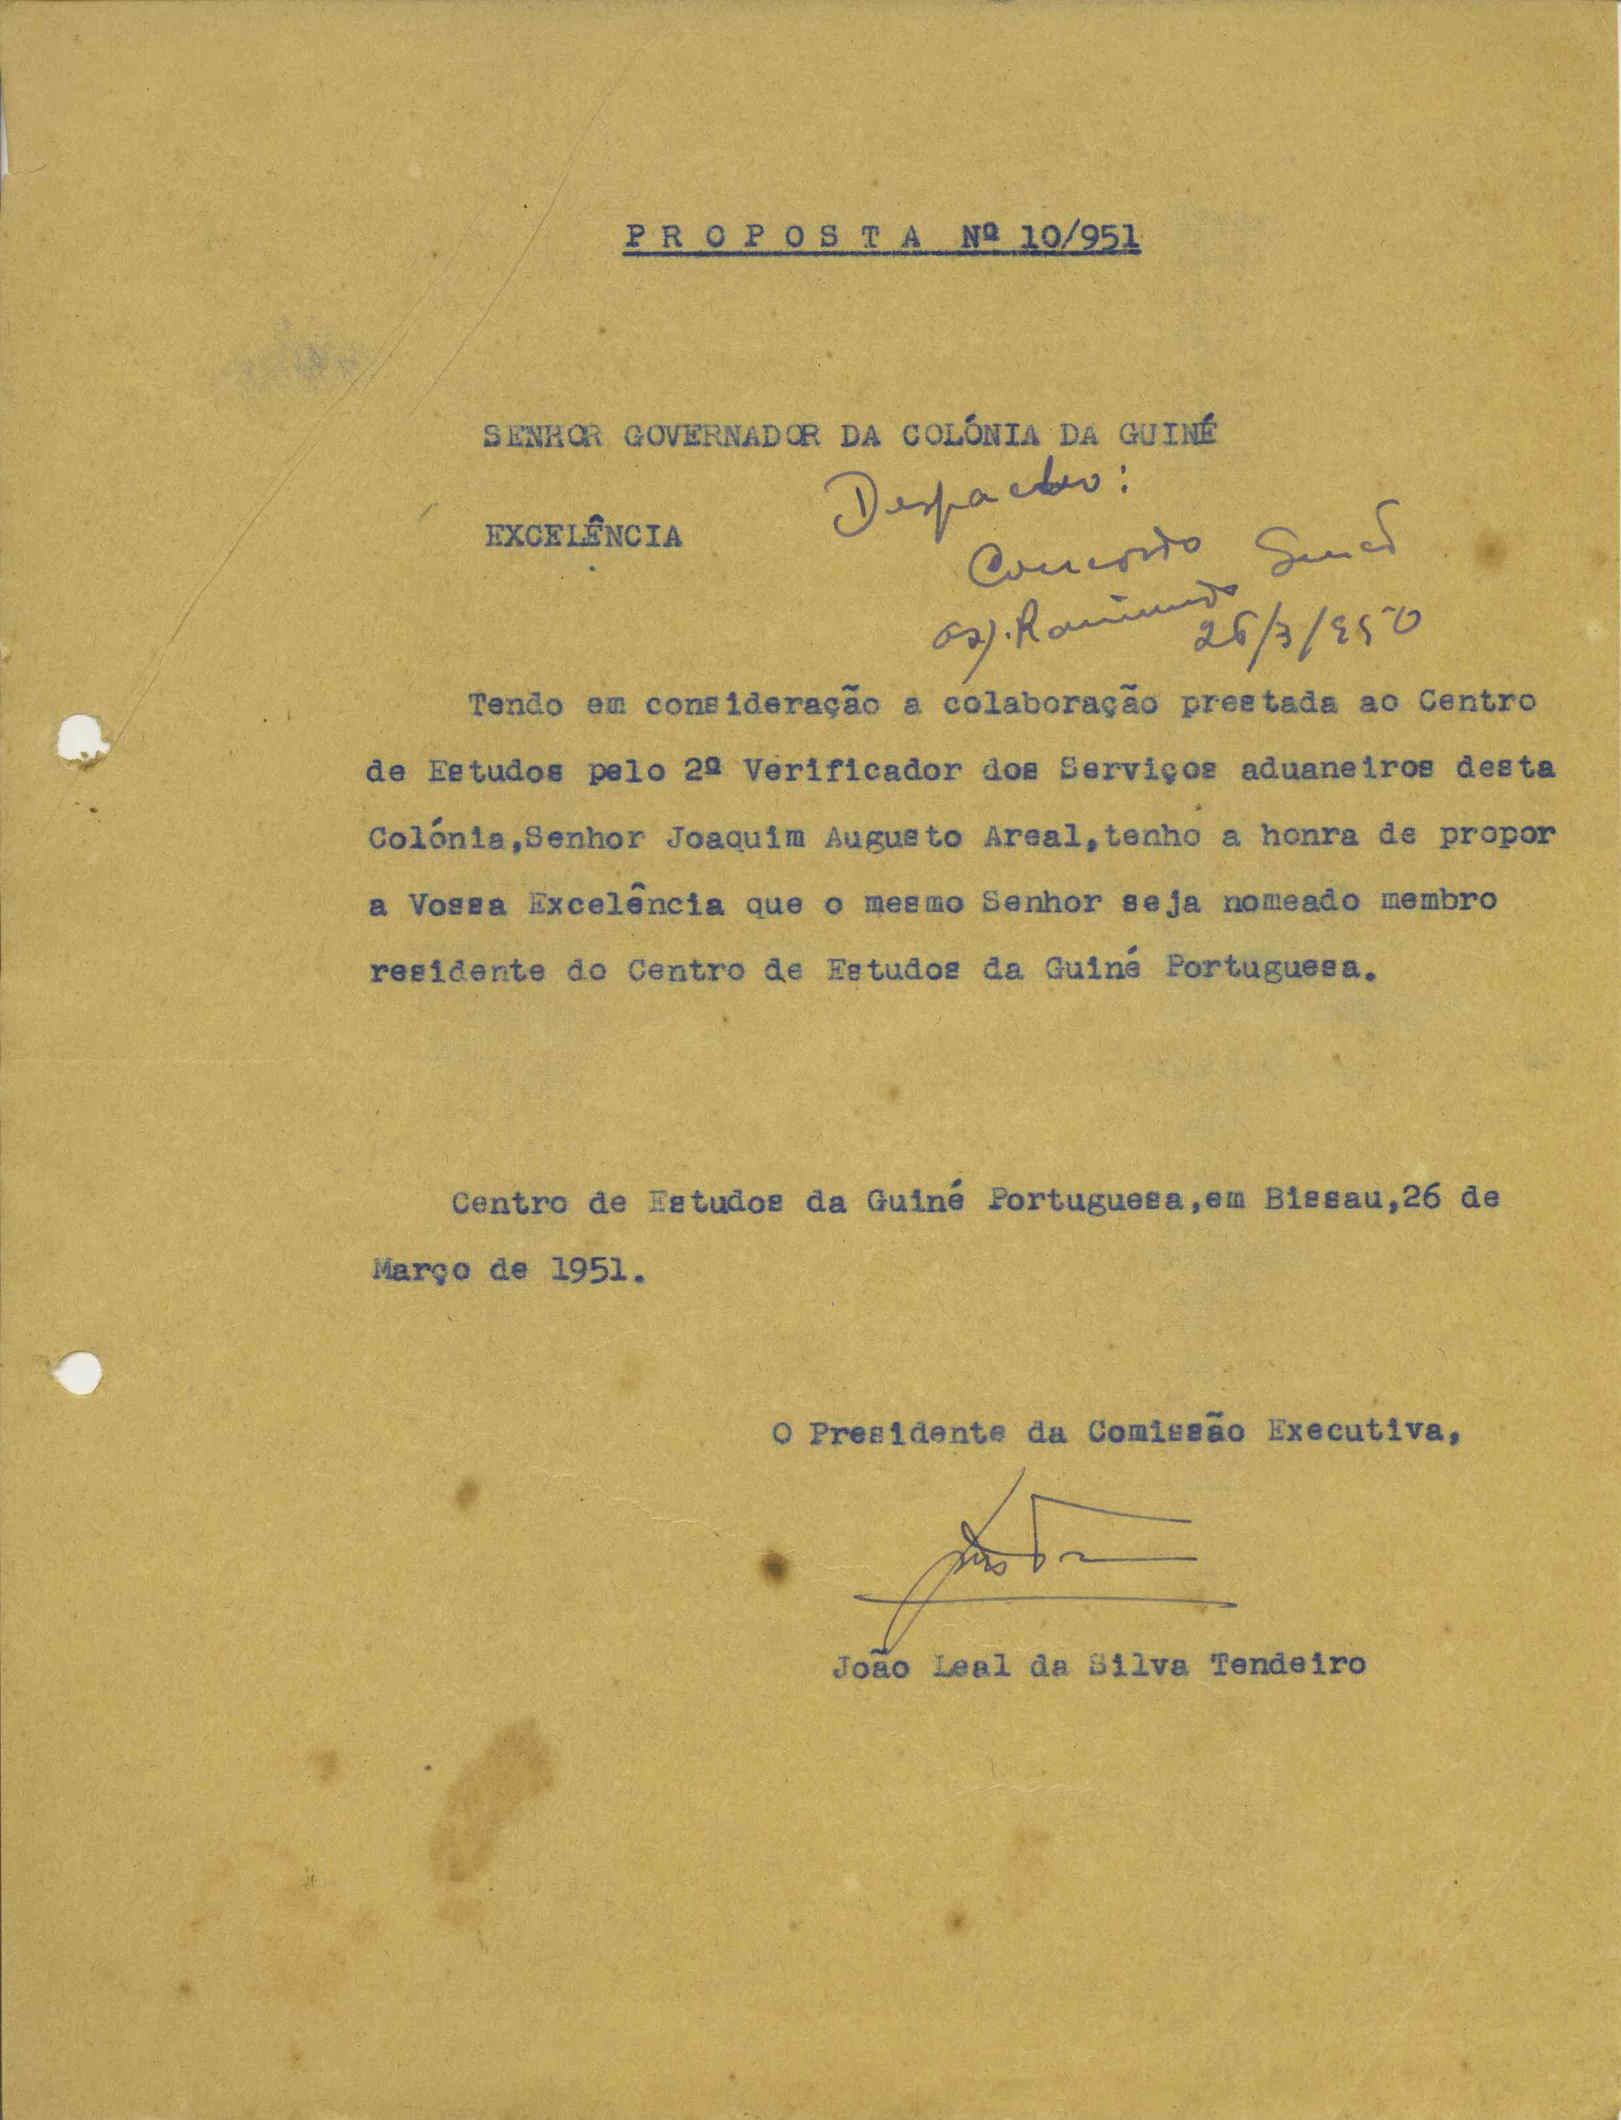 PROPOSTA Nº 10/951
SENHOR GOVERNADOR DA COLÓNIA DA GUINÉ
Despacho:
EXCELÊNCIA
Concordo
as). Raimundo
26/3/950
Tendo em consideração a colaboração prestada ao Centro
de Estudos pelo 2º Verificador dos Serviços aduaneiros desta
Colónia,Senhor Joaquim Augusto Areal,tenho a honra de propor
a Vossa Excelência que o mesmo Senhor seja nomeado membro
residente do Centro de Estudos da Guiné Portuguesa.
Centro de Estudos da Guiné Portuguesa,em Bissau,26 de
Março de 1951.
O Presidente da Comissão Executiva,
João Leal da Silva Tendeiro